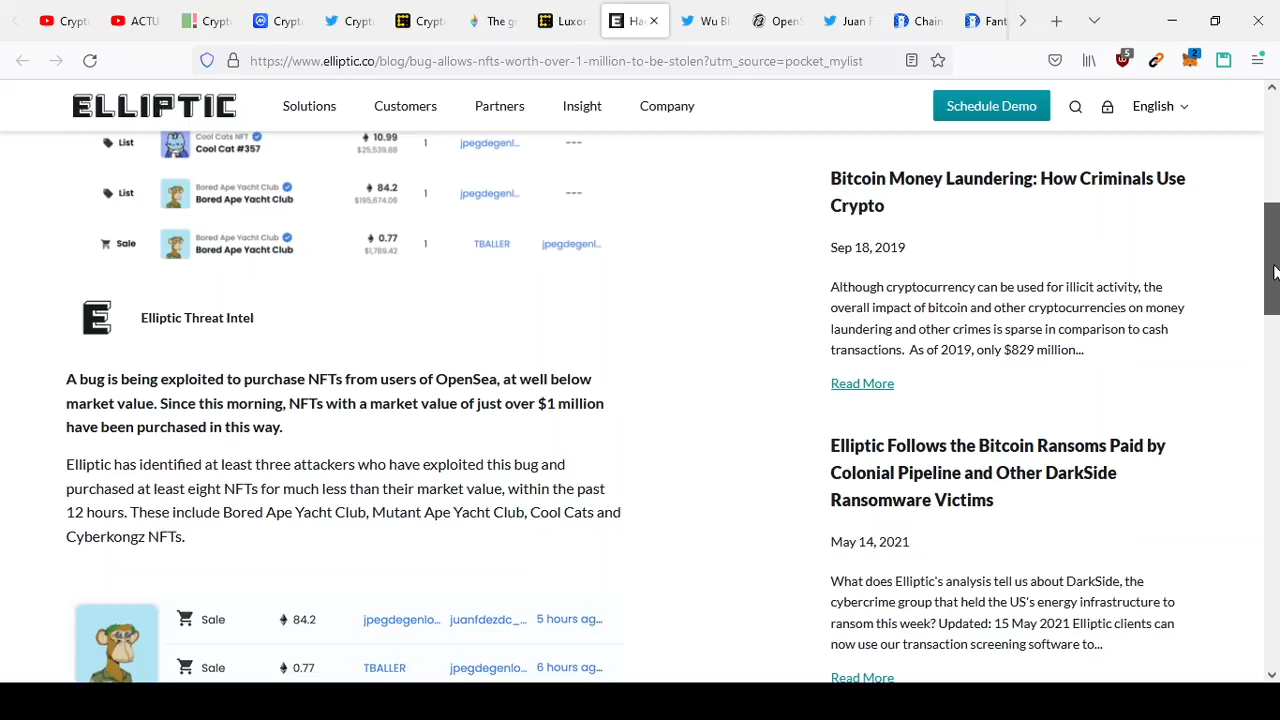 Crypto
ACTU
Crypto
Crypto
Crypto
Crypto
The g
Luxor
Ha
Wu Bl
OpenS
Juan F
Chain
Fant
https://www.elliptic.co/blog/bug-allows-nfts-worth-over-1-million-to-be-stolen?utm_source=pocket_mylist
5
2
ELLIPTIC
Solutions
Customers
Partners
Insight
Company
Schedule Demo
English
List
Cool Cats NFT
Cool Cat #357
10.99
$25,539.88
1
jpegdegenl...
---
List
Bored Ape Yacht Club
Bored Ape Yacht Club
84.2
$195,674.06
1
jpegdegenl...
---
Sale
Bored Ape Yacht Club
Bored Ape Yacht Club
0.77
$1,789.42
1
TBALLER
jpegdegenl...
E
Elliptic Threat Intel
A bug is being exploited to purchase NFTs from users of OpenSea, at well below
market value. Since this morning, NFTs with a market value of just over $1 million
have been purchased in this way.
Elliptic has identified at least three attackers who have exploited this bug and
purchased at least eight NFTs for much less than their market value, within the past
12 hours. These include Bored Ape Yacht Club, Mutant Ape Yacht Club, Cool Cats and
Cyberkongz NFTs.
Sale
84.2
jpegdegenlo...
juanfdezdc_...
5 hours ag...
Sale
0.77
TBALLER
jpegdegenlo...
6 hours ag...
Bitcoin Money Laundering: How Criminals Use
Crypto
Sep 18, 2019
Although cryptocurrency can be used for illicit activity, the
overall impact of bitcoin and other cryptocurrencies on money
laundering and other crimes is sparse in comparison to cash
transactions. As of 2019, only $829 million...
Read More
Elliptic Follows the Bitcoin Ransoms Paid by
Colonial Pipeline and Other DarkSide
Ransomware Victims
May 14, 2021
What does Elliptic's analysis tell us about DarkSide, the
cybercrime group that held the US's energy infrastructure to
ransom this week? Updated: 15 May 2021 Elliptic clients can
now use our transaction screening software to...
Read More